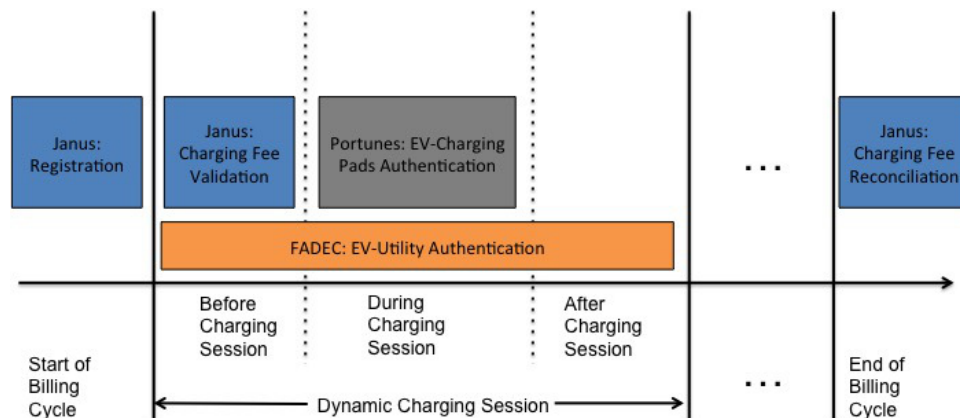 Janus:
Registration
Janus:
Charging Fee
Validation
Portunes: EV-Charging
Pads Authentication
...
Janus:
Charging Fee
Reconciliation
FADEC: EV-Utility Authentication
Before
Charging
Session
During
Charging
Session
After
Charging
Session
Start of
Billing
Cycle
Dynamic Charging Session
...
End of
Billing
Cycle